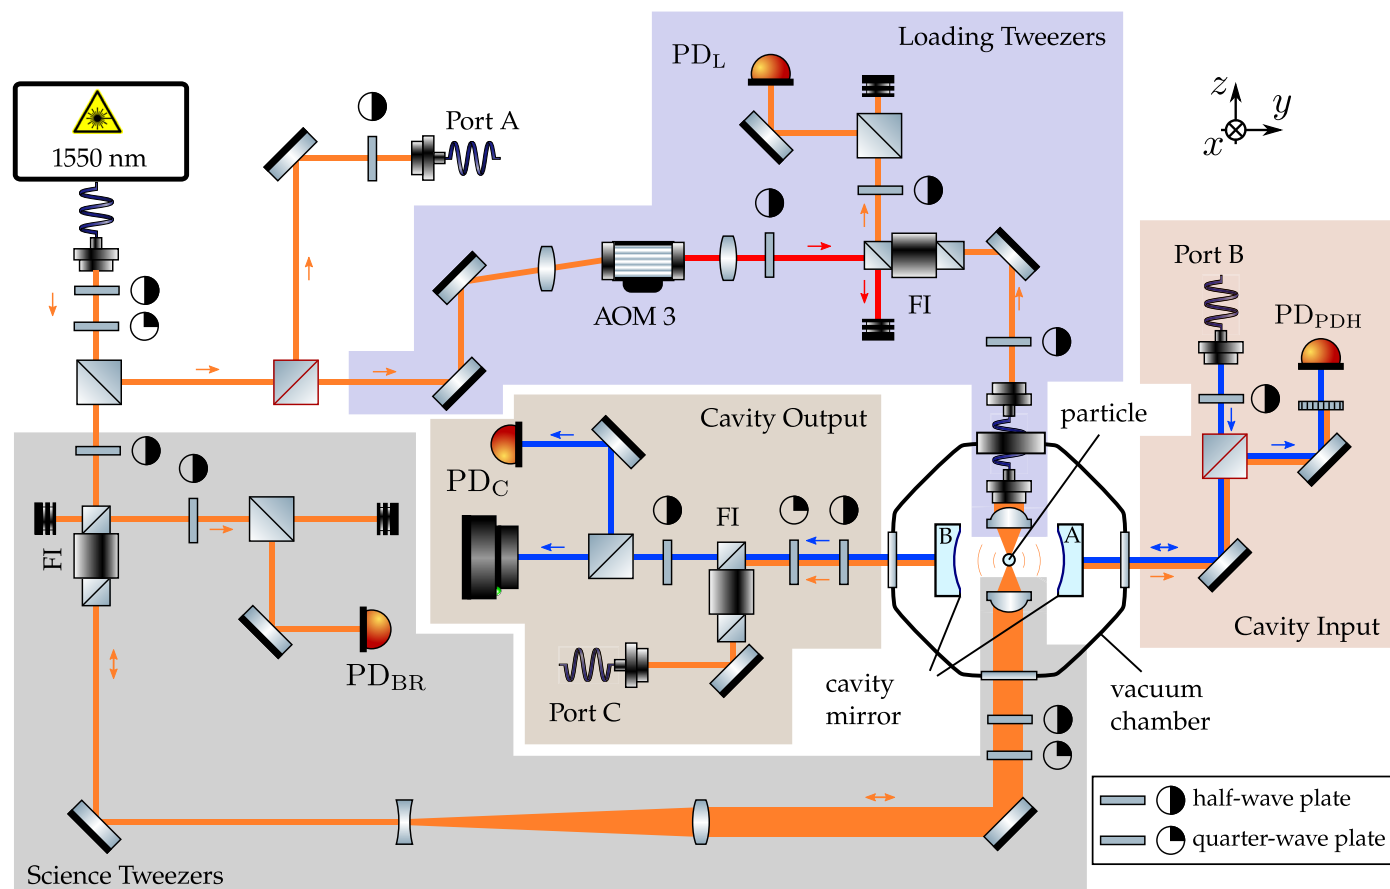 Loading Tweezers
PD_L
z
y
x
1550 nm
Port A
Port B
PD_PDH
AOM 3
FI
particle
Cavity Output
PD_C
FI
B
A
FI
Cavity Input
PD_BR
Port C
cavity
mirror
vacuum
chamber
half-wave plate
quarter-wave plate
Science Tweezers